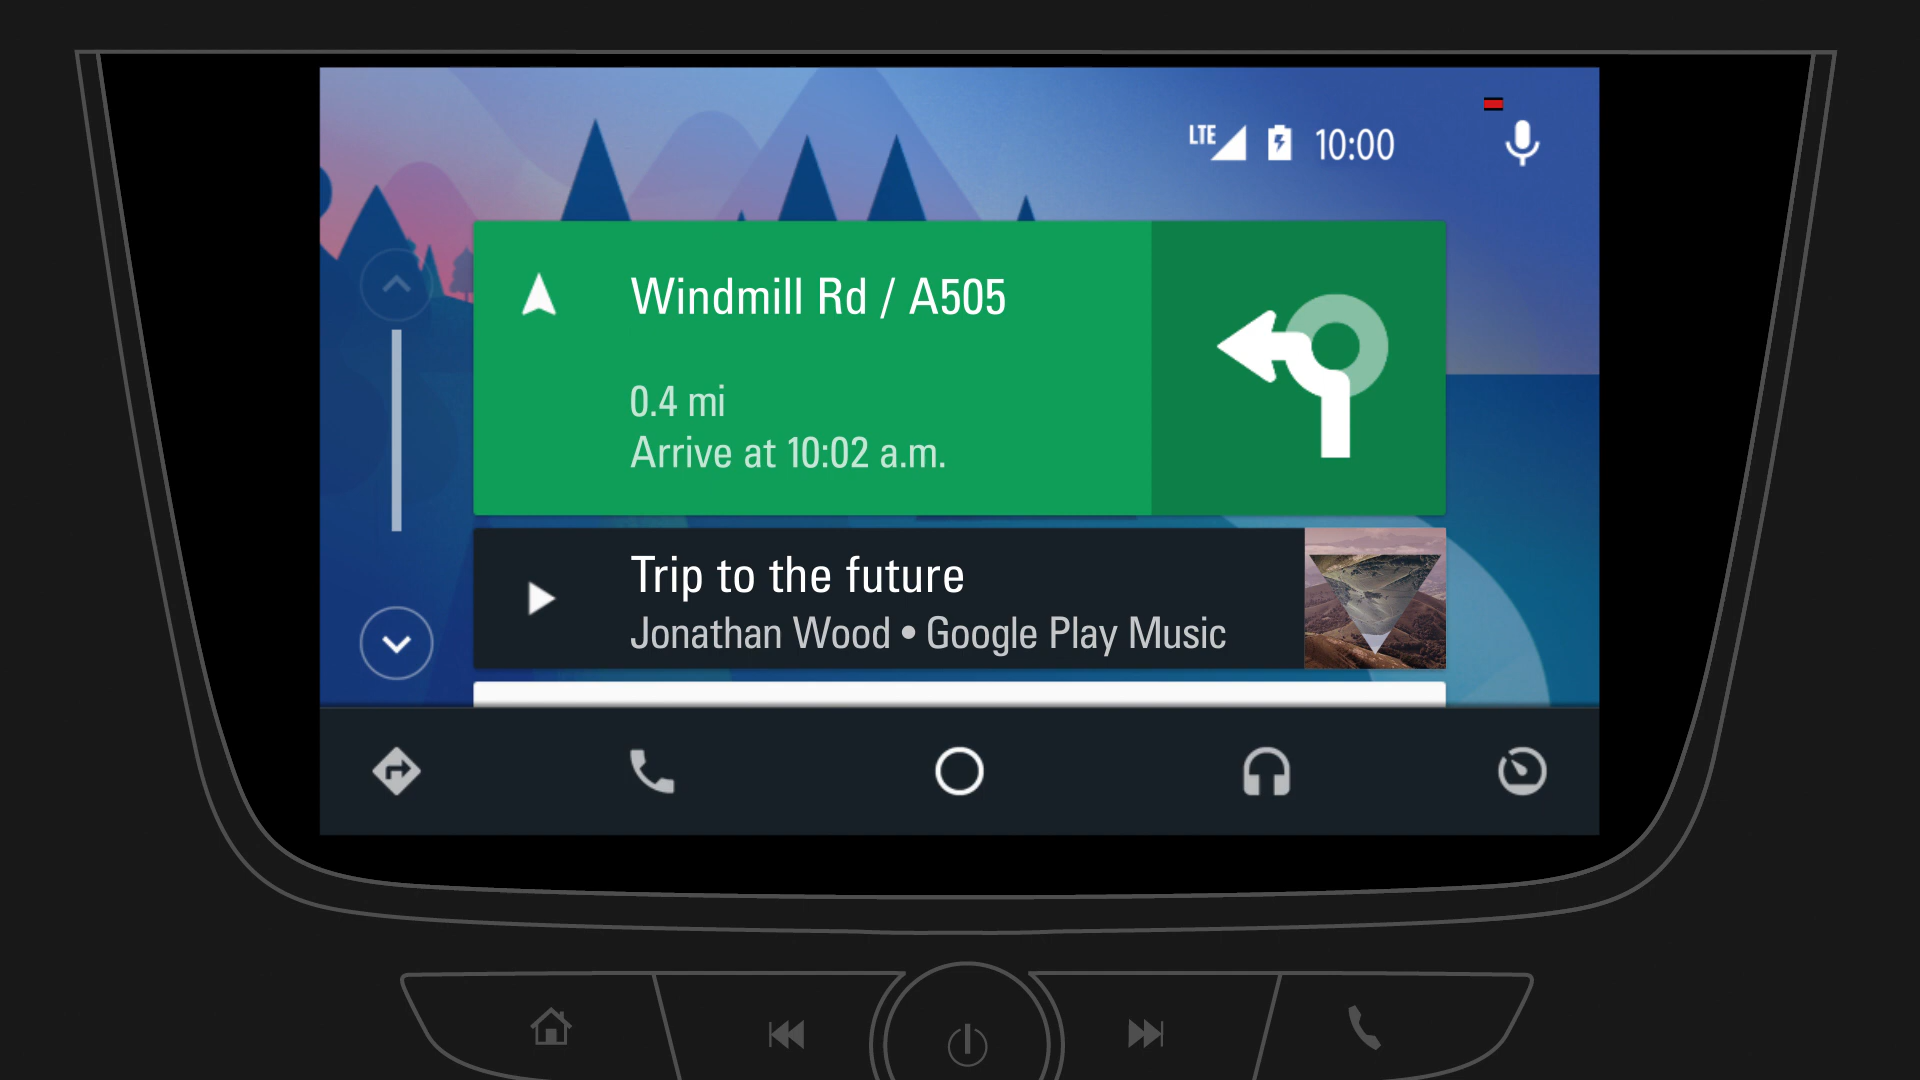 LTE 10:00
Windmill Rd / A505
0.4 mi
Arrive at 10:02 a.m.
Trip to the future
Jonathan Wood • Google Play Music